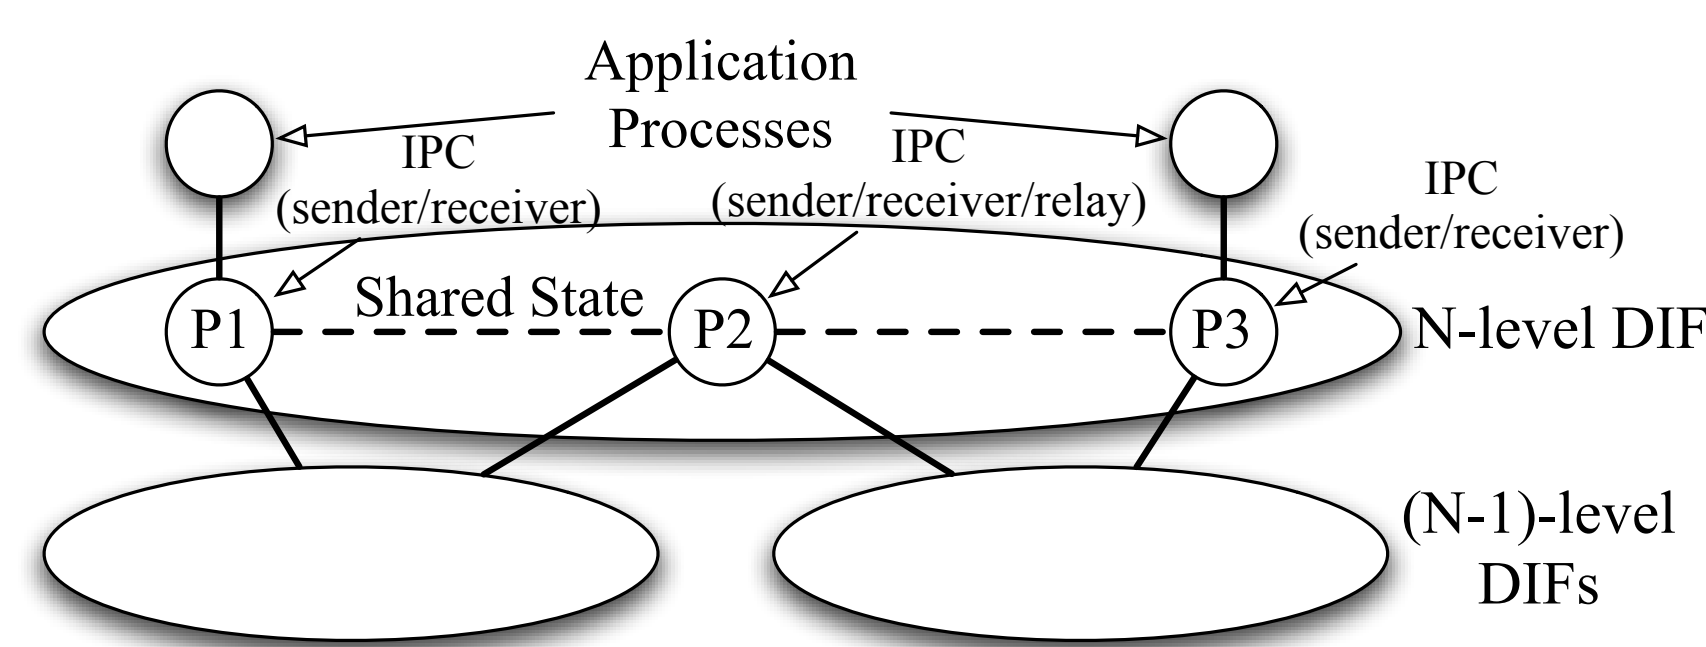 Application
Processes
IPC
(sender/receiver)
IPC
(sender/receiver/relay)
IPC
(sender/receiver)
Shared State
P1
P2
P3
N-level DIF
(N-1)-level
DIFs